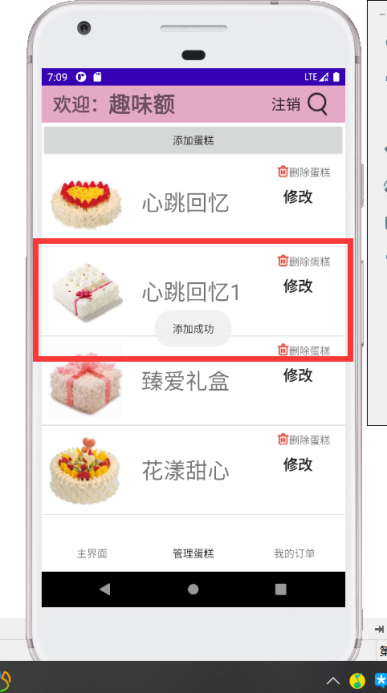 7:09
LTE
欢迎：趣味额
注销
添加蛋糕
删除蛋糕
心跳回忆
修改
删除蛋糕
心跳回忆1
修改
添加成功
删除蛋糕
臻爱礼盒
修改
删除蛋糕
花漾甜心
修改
主界面 管理蛋糕 我的订单